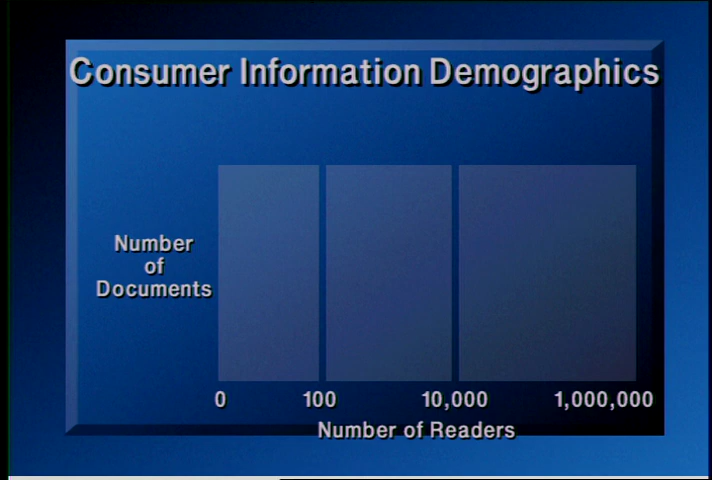 Consumer Information Demographics
Number
of
Documents
0 100 10,000 1,000,000
Number of Readers